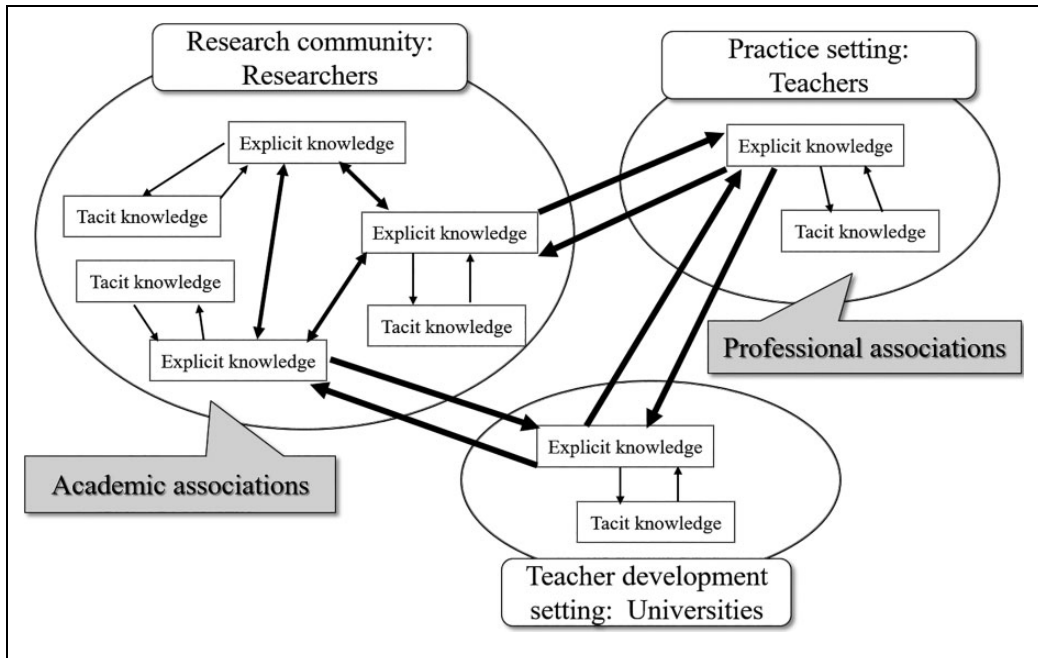 Research community:
Researchers
Explicit knowledge
Tacit knowledge
Explicit knowledge
Tacit knowledge
Tacit knowledge
Explicit knowledge
Academic associations
Practice setting:
Teachers
Explicit knowledge
Tacit knowledge
Professional associations
Explicit knowledge
Tacit knowledge
Teacher development
setting: Universities